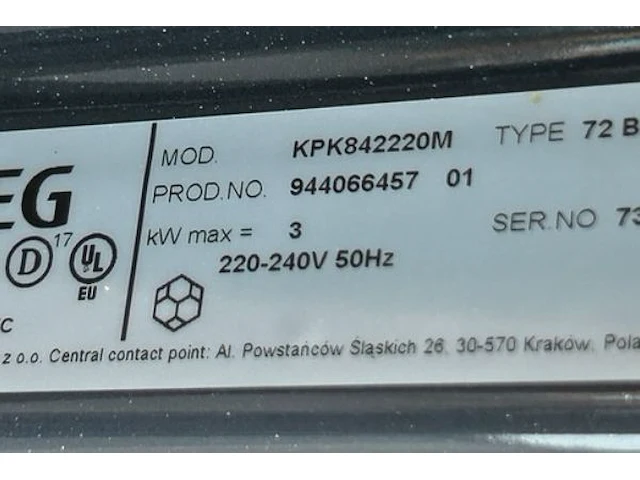 EG
MOD. KPK842220M TYPE 72 B
PROD.NO. 944066457 01
kW max = 3 SER.NO 73
220-240V 50Hz
D 17 UL
EU
z o.o. Central contact point: Al. Powstańców Śląskich 26, 30-570 Kraków, Pola